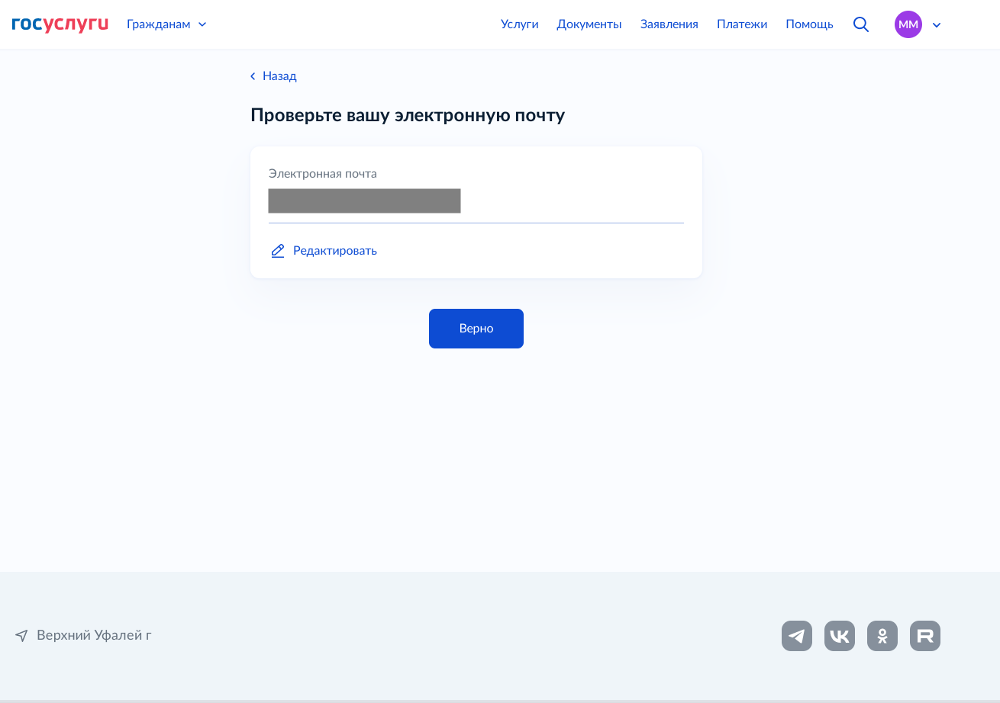 госуслуги
Гражданам
Услуги
Документы
Заявления
Платежи
Помощь
ММ
Назад
Проверьте вашу электронную почту
Электронная почта
Редактировать
Верно
Верхний Уфалей г